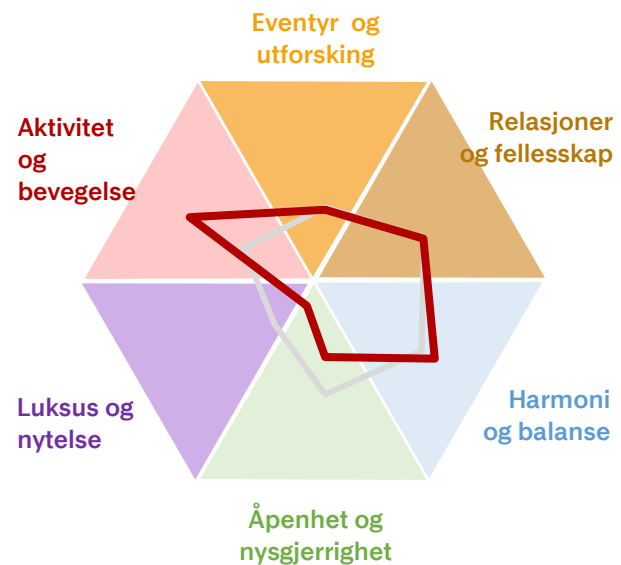 Eventyr og
utforsking
Aktivitet
og
bevegelse
Relasjoner
og fellesskap
Luksus og
nytelse
Harmoni
og balanse
Åpenhet og
nysgjerrighet